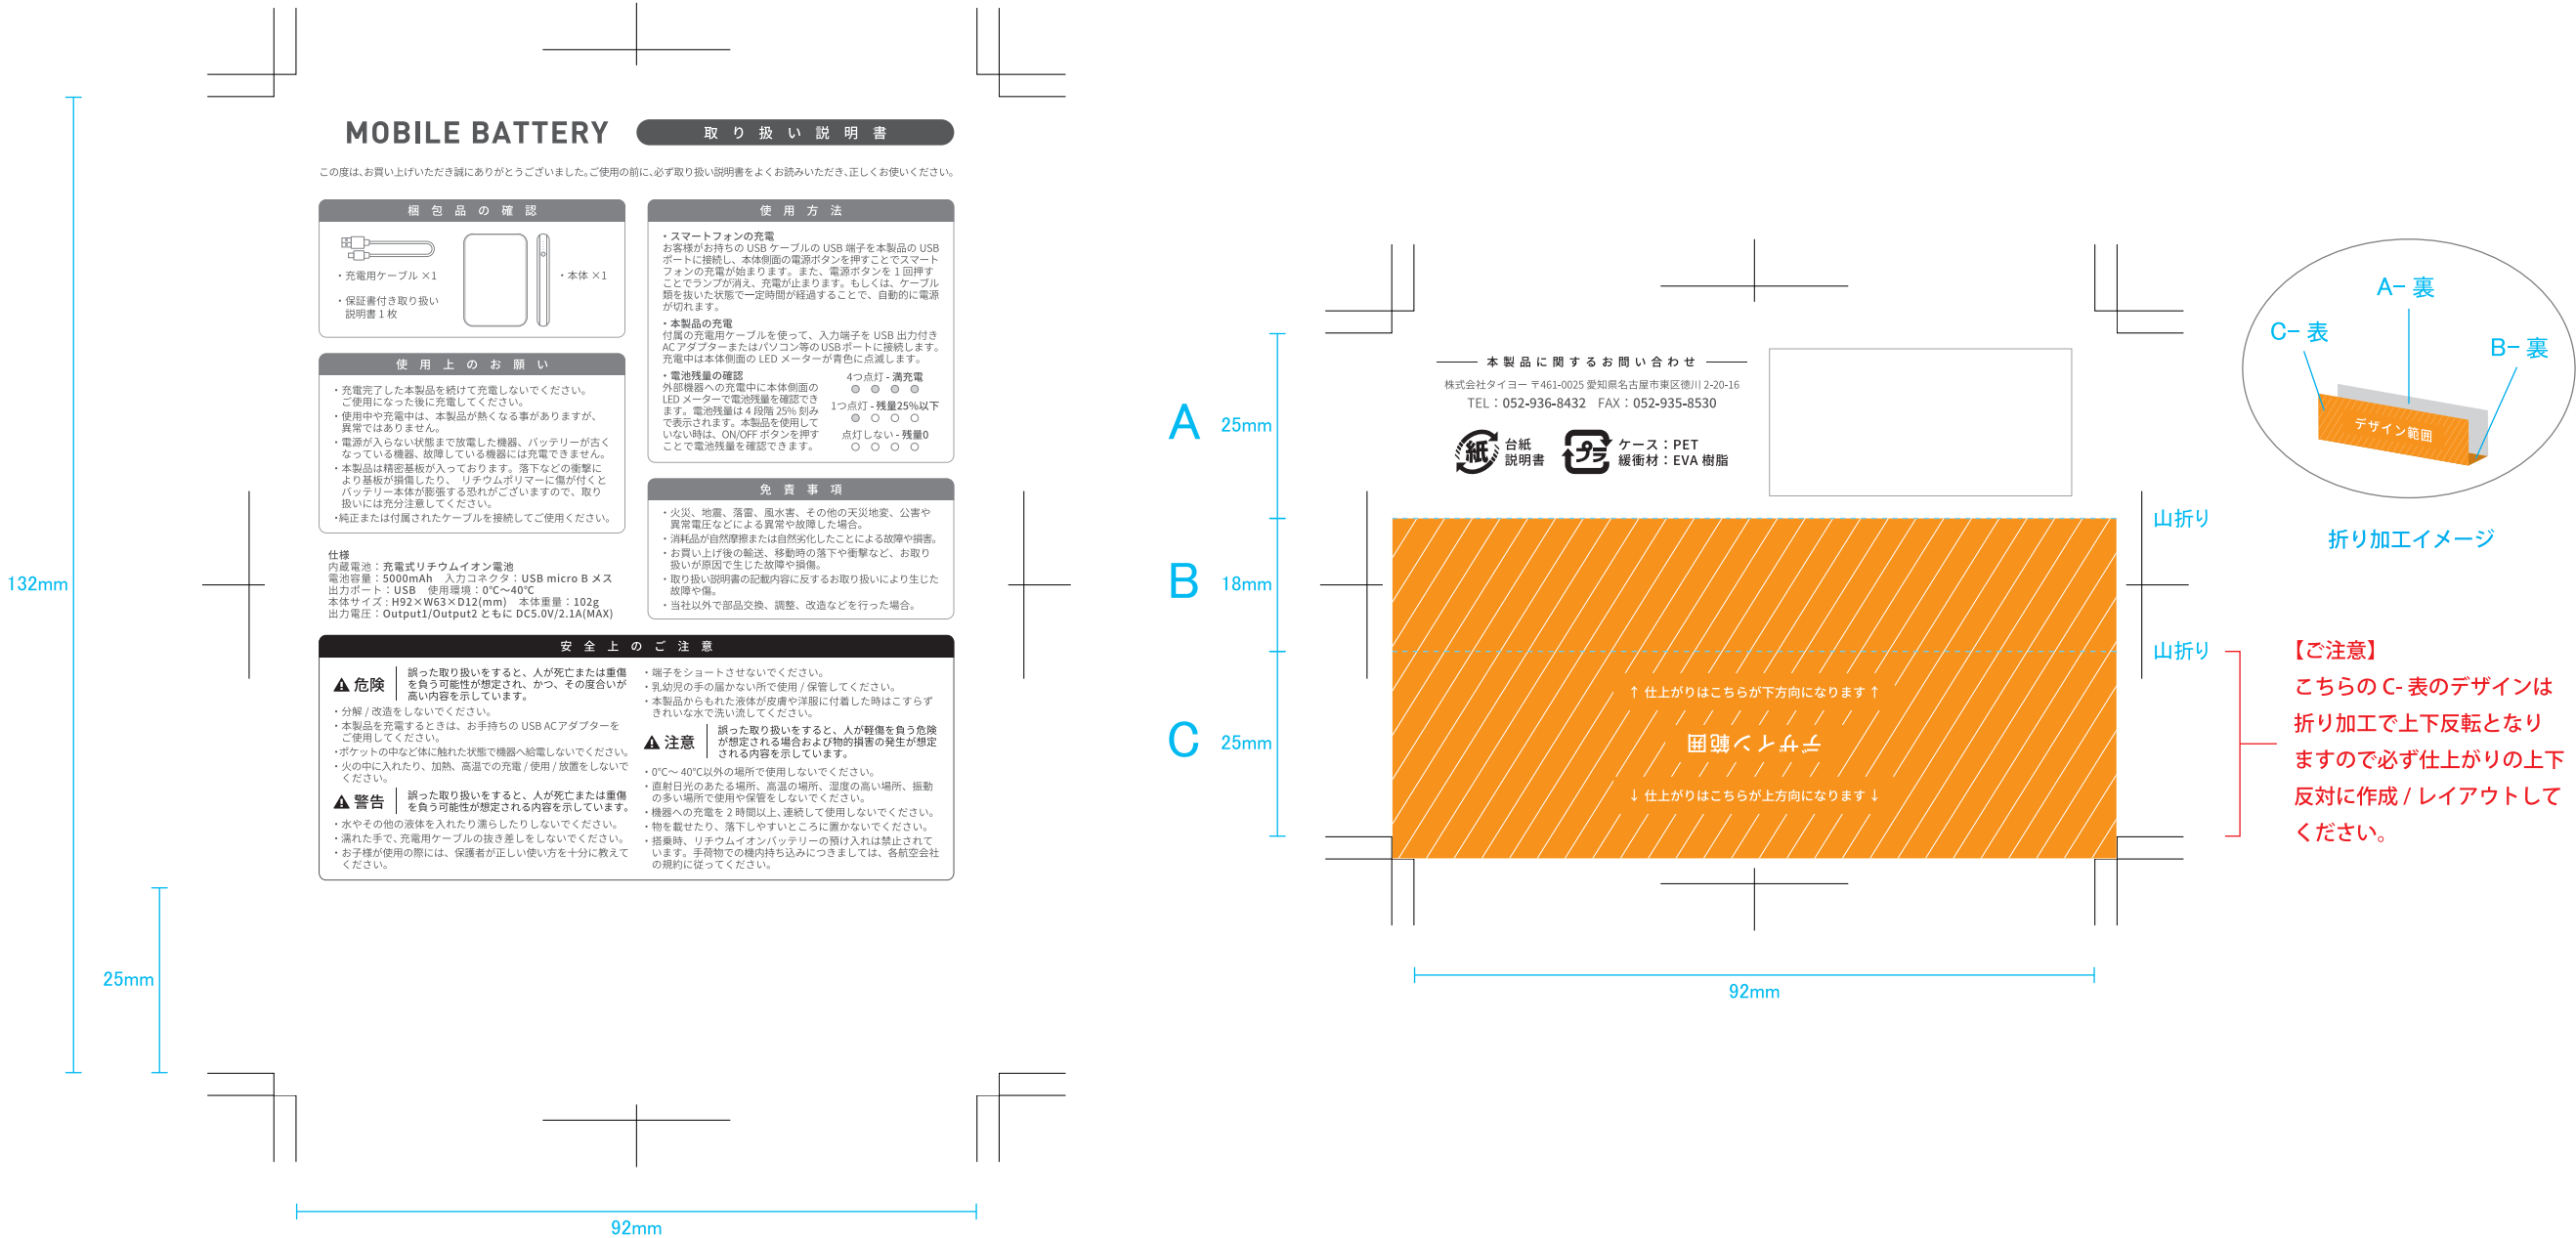 MOBILE BATTERY
取り扱い説明書
この度は、お買い上げいただき誠にありがとうございました。ご使用の前に、必ず取り扱い説明書をよくお読みいただき、正しくお使いください。
梱包品の確認
・充電用ケーブル ×1
・保証書付き取り扱い
説明書 1 枚
・本体 ×1
使用上のお願い
・充電完了した本製品を続けて充電しないでください。
ご使用になった後に充電してください。
・使用中や充電中は、本製品が熱くなる事がありますが、
異常ではありません。
・電源が入らない状態まで放電した機器、バッテリーが古く
なっている機器、故障している機器には充電できません。
・本製品は精密基板が入っております。落下などの衝撃に
より基板が損傷したり、 リチウムポリマーに傷が付くと
バッテリー本体が膨張する恐れがございますので、取り
扱いには充分注意してください。
・純正または付属されたケーブルを接続してご使用ください。
仕様
内蔵電池：充電式リチウムイオン電池
電池容量：5000mAh　入力コネクタ：USB micro B メス
出力ポート：USB　使用環境：0℃〜40℃
本体サイズ：H92×W63×D12(mm)　本体重量：102g
出力電圧：Output1/Output2 ともに DC5.0V/2.1A(MAX)
使用方法
・スマートフォンの充電
お客様がお持ちの USB ケーブルの USB 端子を本製品の USB
ポートに接続し、本体側面の電源ボタンを押すことでスマート
フォンの充電が始まります。また、電源ボタンを 1 回押す
ことでランプが消え、充電が止まります。もしくは、ケーブル
類を抜いた状態で一定時間が経過することで、自動的に電源
が切れます。
・本製品の充電
付属の充電用ケーブルを使って、入力端子を USB 出力付き
AC アダプターまたはパソコン等のUSBポートに接続します。
充電中は本体側面の LED メーターが青色に点滅します。
・電池残量の確認
外部機器への充電中に本体側面の
LED メーターで電池残量を確認でき
ます。電池残量は 4 段階 25% 刻み
で表示されます。本製品を使用して
いない時は、ON/OFF ボタンを押す
ことで電池残量を確認できます。
4つ点灯 - 満充電
1つ点灯 - 残量25%以下
点灯しない - 残量0
免責事項
・火災、地震、落雷、風水害、その他の天災地変、公害や
異常電圧などによる異常や故障した場合。
・消耗品が自然摩擦または自然劣化したことによる故障や損害。
・お買い上げ後の輸送、移動時の落下や衝撃など、お取り
扱いが原因で生じた故障や損傷。
・取り扱い説明書の記載内容に反するお取り扱いにより生じた
故障や傷。
・当社以外で部品交換、調整、改造などを行った場合。
安全上のご注意
危険
誤った取り扱いをすると、人が死亡または重傷
を負う可能性が想定され、かつ、その度合いが
高い内容を示しています。
・分解 / 改造をしないでください。
・本製品を充電するときは、お手持ちの USB ACアダプターを
ご使用してください。
・ポケットの中など体に触れた状態で機器へ給電しないでください。
・火の中に入れたり、加熱、高温での充電 / 使用 / 放置をしないで
ください。
警告
誤った取り扱いをすると、人が死亡または重傷
を負う可能性が想定される内容を示しています。
・水やその他の液体を入れたり濡らしたりしないでください。
・濡れた手で、充電用ケーブルの抜き差しをしないでください。
・お子様が使用の際には、保護者が正しい使い方を十分に教えて
ください。
・端子をショートさせないでください。
・乳幼児の手の届かない所で使用 / 保管してください。
・本製品からもれた液体が皮膚や洋服に付着した時はこすらず
きれいな水で洗い流してください。
注意
誤った取り扱いをすると、人が軽傷を負う危険
が想定される場合および物的損害の発生が想定
される内容を示しています。
・0℃〜 40℃以外の場所で使用しないでください。
・直射日光のあたる場所、高温の場所、湿度の高い場所、振動
の多い場所で使用や保管をしないでください。
・機器への充電を 2 時間以上、連続して使用しないでください。
・物を載せたり、落下しやすいところに置かないでください。
・搭乗時、リチウムイオンバッテリーの預け入れは禁止されて
います。手荷物での機内持ち込みにつきましては、各航空会社
の規約に従ってください。
132mm
25mm
92mm
A
25mm
B
18mm
C
25mm
本製品に関するお問い合わせ
株式会社タイヨー 〒461-0025 愛知県名古屋市東区徳川 2-20-16
TEL：052-936-8432　FAX：052-935-8530
紙
台紙
説明書
プラ
ケース：PET
緩衝材：EVA 樹脂
↑ 仕上がりはこちらが下方向になります ↑
デザイン範囲
↓ 仕上がりはこちらが上方向になります ↓
92mm
山折り
山折り
A- 裏
C- 表
B- 裏
デザイン範囲
折り加工イメージ
【ご注意】
こちらの C- 表のデザインは
折り加工で上下反転となり
ますので必ず仕上がりの上下
反対に作成 / レイアウトして
ください。